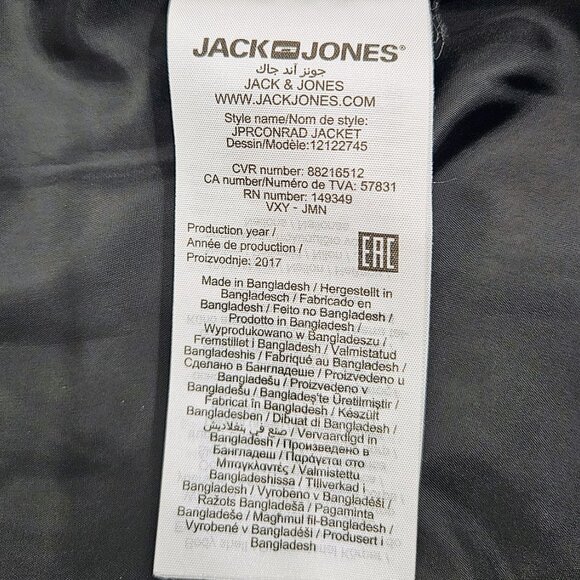 JACK JONES®
جونز أند جاك
JACK & JONES
WWW.JACKJONES.COM
Style name/Nom de style:
JPRCONRAD JACKET
Dessin/Modèle:12122745
CVR number: 88216512
CA number/Numéro de TVA: 57831
RN number: 149349
VXY - JMN
Production year /
Année de production /
Proizvodnje: 2017
EAC
Made in Bangladesh / Hergestellt in
Bangladesch / Fabricado en
Bangladesh / Feito no Bangladesh /
Prodotto in Bangladesh /
Wyprodukowano w Bangladeszu /
Fremstillet i Bangladesh / Valmistatud
Bangladeshis / Fabriqué au Bangladesh /
Сделано в Бангладеше / Proizvedeno u
Bangladešu / Proizvedeno v
Bangladešu / Bangladeş'te Üretilmiştir /
Fabricat în Bangladesh / Készült
Bangladesben / Dibuat di Bangladesh /
صنع في بنغلاديش / Vervaardigd in
Bangladesh / Произведено в
Бангладеш / Παράγεται στο
Μπαγκλαντές / Valmistettu
Bangladeshissa / Tillverkad i
Bangladesh / Vyrobeno v Bangladéši /
Ražots Bangladešā / Pagaminta
Bangladeše / Magħmul fil-Bangladesh /
Vyrobené v Bangladéši / Produsert i
Bangladesh